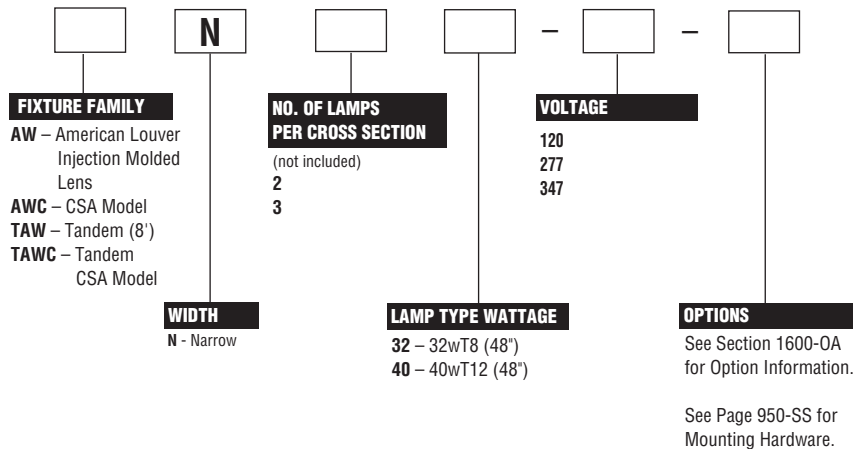 N – –
FIXTURE FAMILY
AW – American Louver
Injection Molded
Lens
AWC – CSA Model
TAW – Tandem (8')
TAWC – Tandem
CSA Model
NO. OF LAMPS
PER CROSS SECTION
(not included)
2
3
VOLTAGE
120
277
347
WIDTH
N - Narrow
LAMP TYPE WATTAGE
32 – 32wT8 (48")
40 – 40wT12 (48")
OPTIONS
See Section 1600-OA
for Option Information.
See Page 950-SS for
Mounting Hardware.